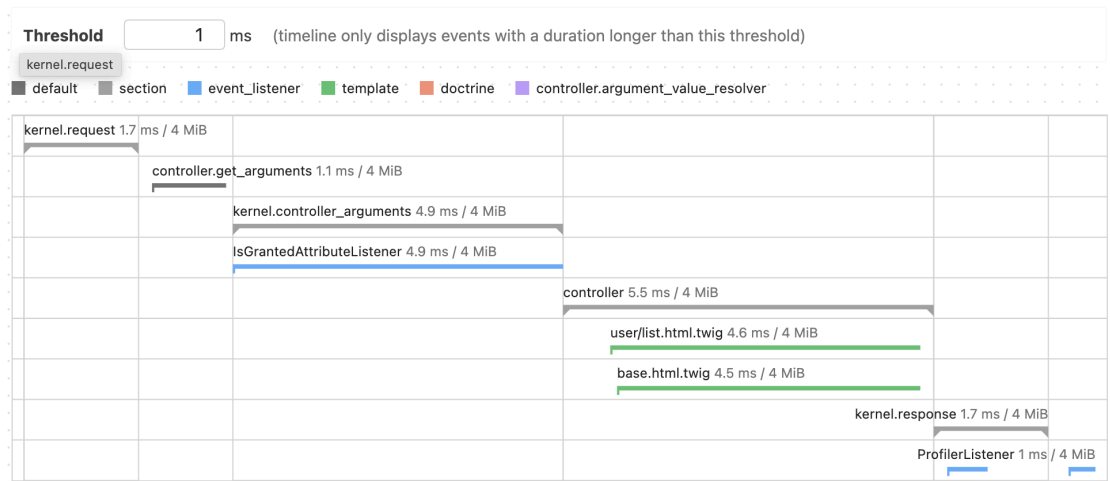 Threshold 1 ms (timeline only displays events with a duration longer than this threshold)
kernel.request
default section event_listener template doctrine controller.argument_value_resolver
kernel.request 1.7 ms / 4 MiB
controller.get_arguments 1.1 ms / 4 MiB
kernel.controller_arguments 4.9 ms / 4 MiB
IsGrantedAttributeListener 4.9 ms / 4 MiB
controller 5.5 ms / 4 MiB
user/list.html.twig 4.6 ms / 4 MiB
base.html.twig 4.5 ms / 4 MiB
kernel.response 1.7 ms / 4 MiB
ProfilerListener 1 ms / 4 MiB